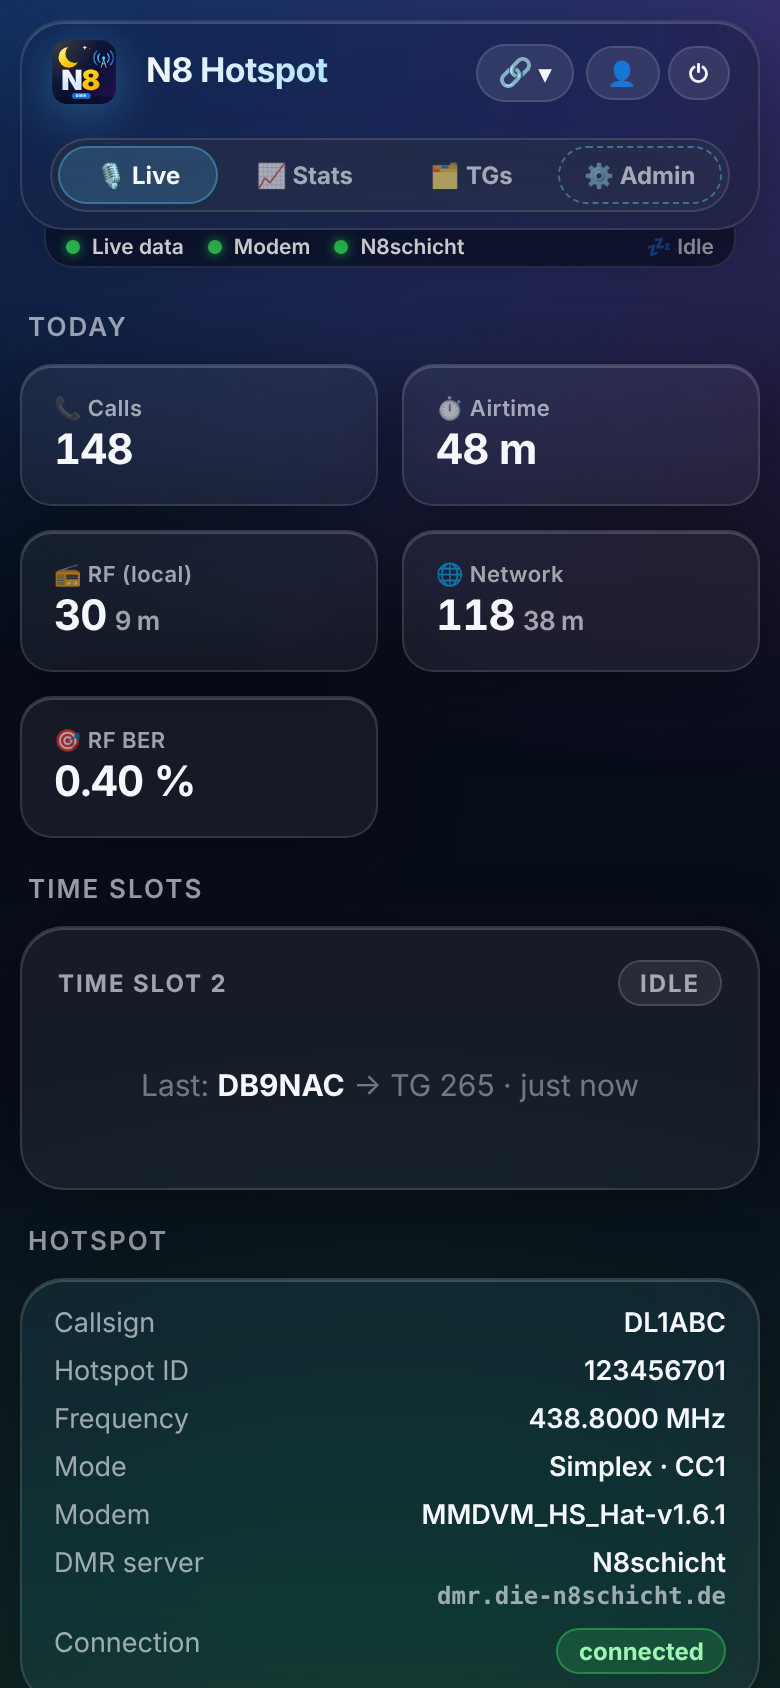 N8
N8 Hotspot
🔗 ▾
🎙️ Live
📈 Stats
🗂️ TGs
⚙️ Admin
Live data
Modem
N8schicht
💤 Idle
TODAY
📞 Calls
148
⏱️ Airtime
48 m
📻 RF (local)
30 9 m
🌐 Network
118 38 m
🎯 RF BER
0.40 %
TIME SLOTS
TIME SLOT 2
IDLE
Last: DB9NAC → TG 265 · just now
HOTSPOT
Callsign DL1ABC
Hotspot ID 123456701
Frequency 438.8000 MHz
Mode Simplex · CC1
Modem MMDVM_HS_Hat-v1.6.1
DMR server N8schicht
dmr.die-n8schicht.de
Connection connected